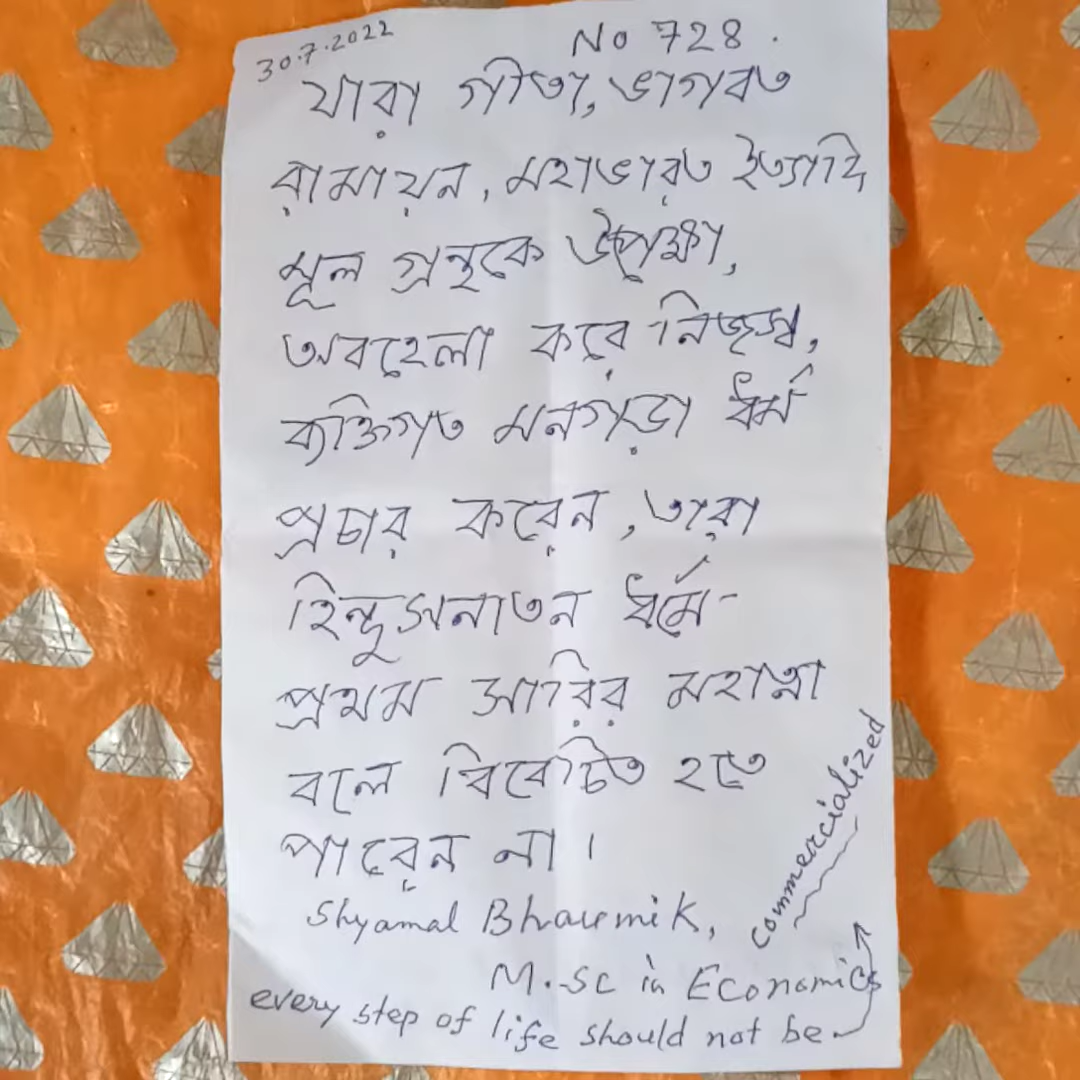 30.7.2022
No 728.
যারা গীতা, ভাগবত
রামায়ন, মহাভারত ইত্যাদি
মূল গ্রন্থকে উপেক্ষা,
অবহেলা করে নিজস্ব,
ব্যক্তিগত মনগড়া ধর্ম
প্রচার করেন, তারা
হিন্দু সনাতন ধর্মে-
প্রথম সারির মহাত্মা
বলে বিবেচিত হতে
পারেন না।
Shyamal Bhaumik,
M.Sc in Economics
every step of life should not be
commercialized